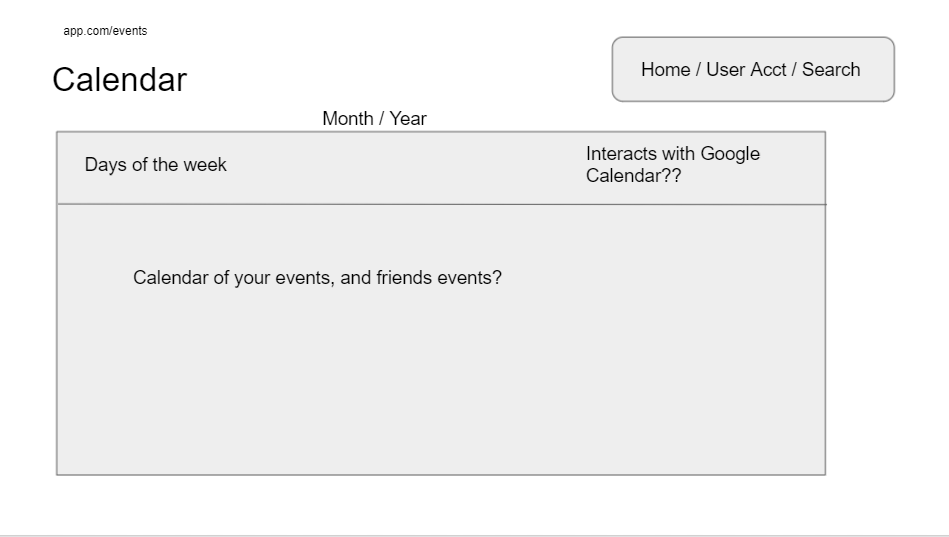 app.com/events
Calendar
Home / User Acct / Search
Month / Year
Days of the week
Interacts with Google
Calendar??
Calendar of your events, and friends events?